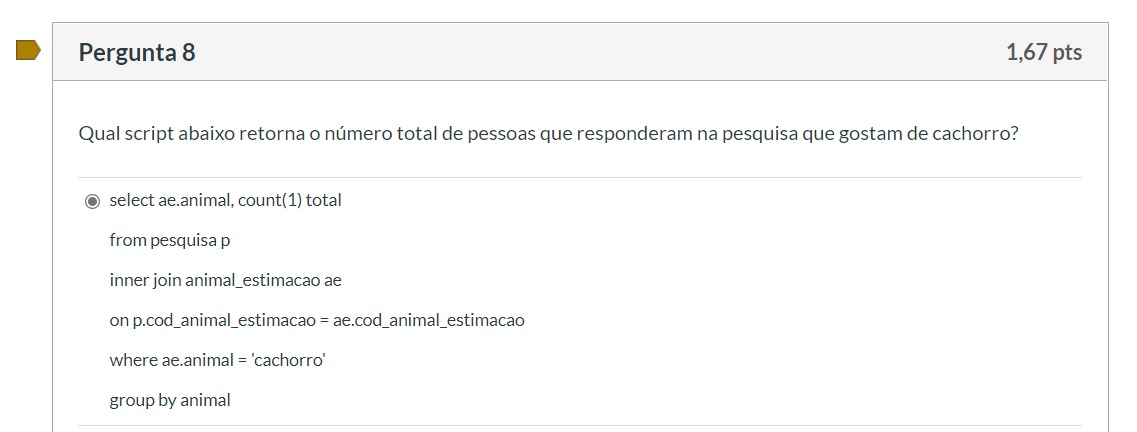 Pergunta 8
1,67 pts
Qual script abaixo retorna o número total de pessoas que responderam na pesquisa que gostam de cachorro?
select ae.animal, count(1) total
from pesquisa p
inner join animal_estimacao ae
on p.cod_animal_estimacao = ae.cod_animal_estimacao
where ae.animal = 'cachorro'
group by animal